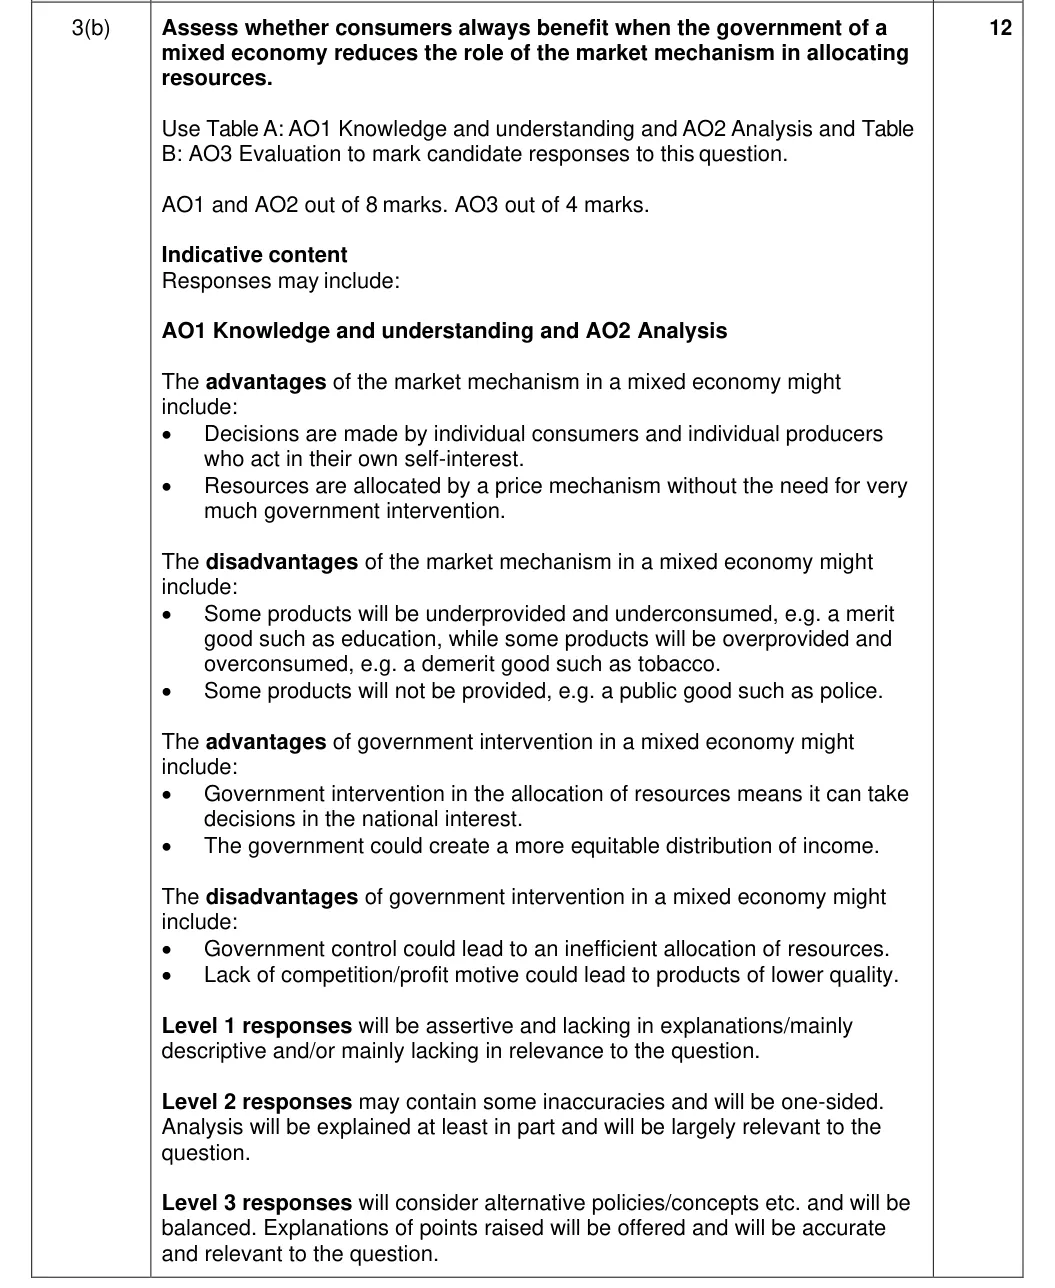 3(b) Assess whether consumers always benefit when the government of a 12
mixed economy reduces the role of the market mechanism in allocating
resources.
Use Table A: AO1 Knowledge and understanding and AO2 Analysis and Table
B: AO3 Evaluation to mark candidate responses to this question.
AO1 and AO2 out of 8 marks. AO3 out of 4 marks.
Indicative content
Responses may include:
AO1 Knowledge and understanding and AO2 Analysis
The advantages of the market mechanism in a mixed economy might
include:
• Decisions are made by individual consumers and individual producers
who act in their own self-interest.
• Resources are allocated by a price mechanism without the need for very
much government intervention.
The disadvantages of the market mechanism in a mixed economy might
include:
• Some products will be underprovided and underconsumed, e.g. a merit
good such as education, while some products will be overprovided and
overconsumed, e.g. a demerit good such as tobacco.
• Some products will not be provided, e.g. a public good such as police.
The advantages of government intervention in a mixed economy might
include:
• Government intervention in the allocation of resources means it can take
decisions in the national interest.
• The government could create a more equitable distribution of income.
The disadvantages of government intervention in a mixed economy might
include:
• Government control could lead to an inefficient allocation of resources.
• Lack of competition/profit motive could lead to products of lower quality.
Level 1 responses will be assertive and lacking in explanations/mainly
descriptive and/or mainly lacking in relevance to the question.
Level 2 responses may contain some inaccuracies and will be one-sided.
Analysis will be explained at least in part and will be largely relevant to the
question.
Level 3 responses will consider alternative policies/concepts etc. and will be
balanced. Explanations of points raised will be offered and will be accurate
and relevant to the question.